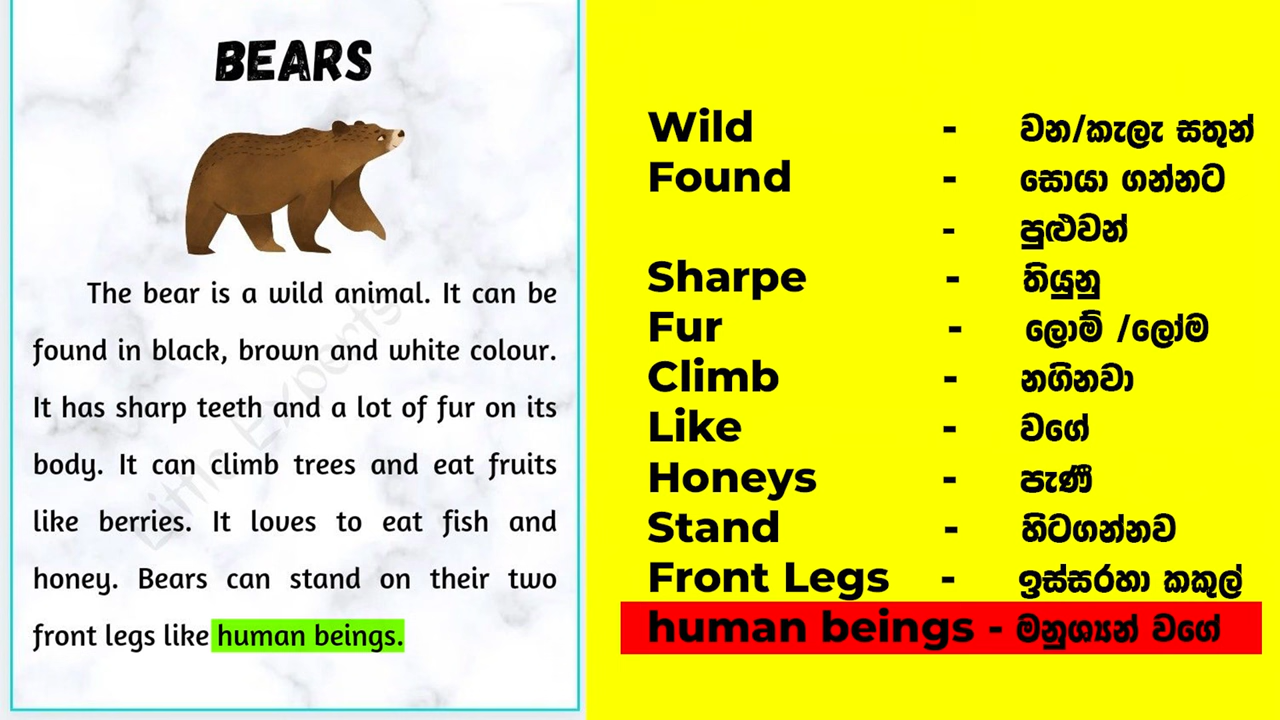 BEARS
The bear is a wild animal. It can be
found in black, brown and white colour.
It has sharp teeth and a lot of fur on its
body. It can climb trees and eat fruits
like berries. It loves to eat fish and
honey. Bears can stand on their two
front legs like human beings.
Little Experts
Wild - වන/කැලෑ සතුන්
Found - සොයා ගන්නට
- පුළුවන්
Sharpe - තියුනු
Fur - ලොම් /ලෝම
Climb - නගිනවා
Like - වගේ
Honeys - පැණී
Stand - හිටගන්නව
Front Legs - ඉස්සරහා කකුල්
human beings - මනුශ්‍යන් වගේ